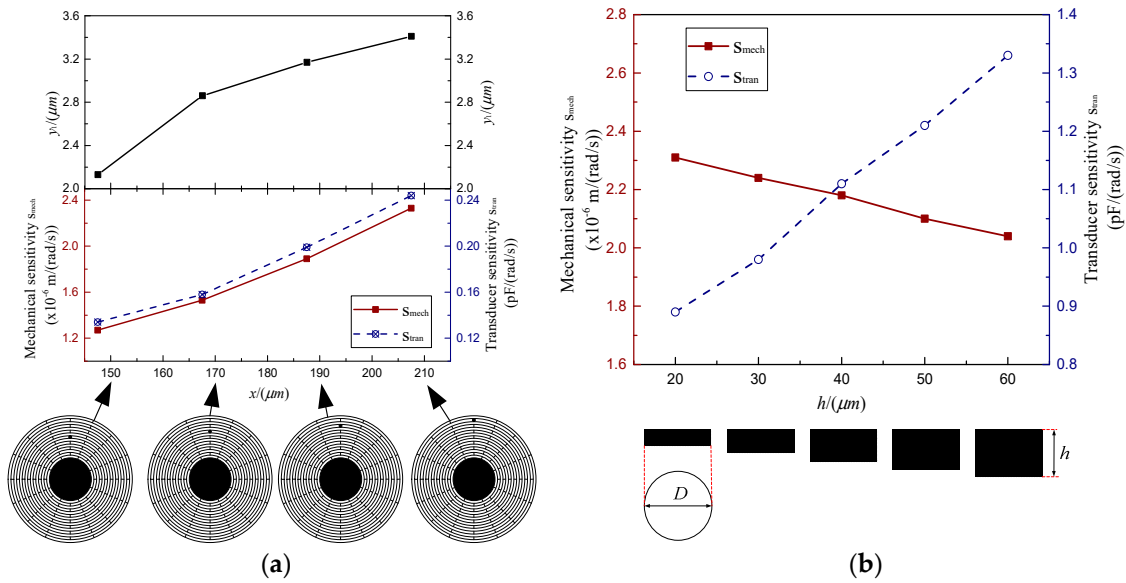 3.6
3.2
2.8
2.4
2.0
y₁/(μm)
3.6
3.2
2.8
2.4
2.0
y₁/(μm)
2.4
2.0
1.6
1.2
Mechanical sensitivity smech
(x10⁻⁶ m/(rad/s))
0.24
0.20
0.16
0.12
Transducer sensitivity stran
(pF/(rad/s))
smech
stran
150 160 170 180 190 200 210
x/(μm)
(a)
2.8
2.6
2.4
2.2
2.0
1.8
1.6
Mechanical sensitivity smech
(x10⁻⁶ m/(rad/s))
smech
stran
1.4
1.3
1.2
1.1
1.0
0.9
0.8
Transducer sensitivity stran
(pF/(rad/s))
20 30 40 50 60
h/(μm)
h
D
(b)